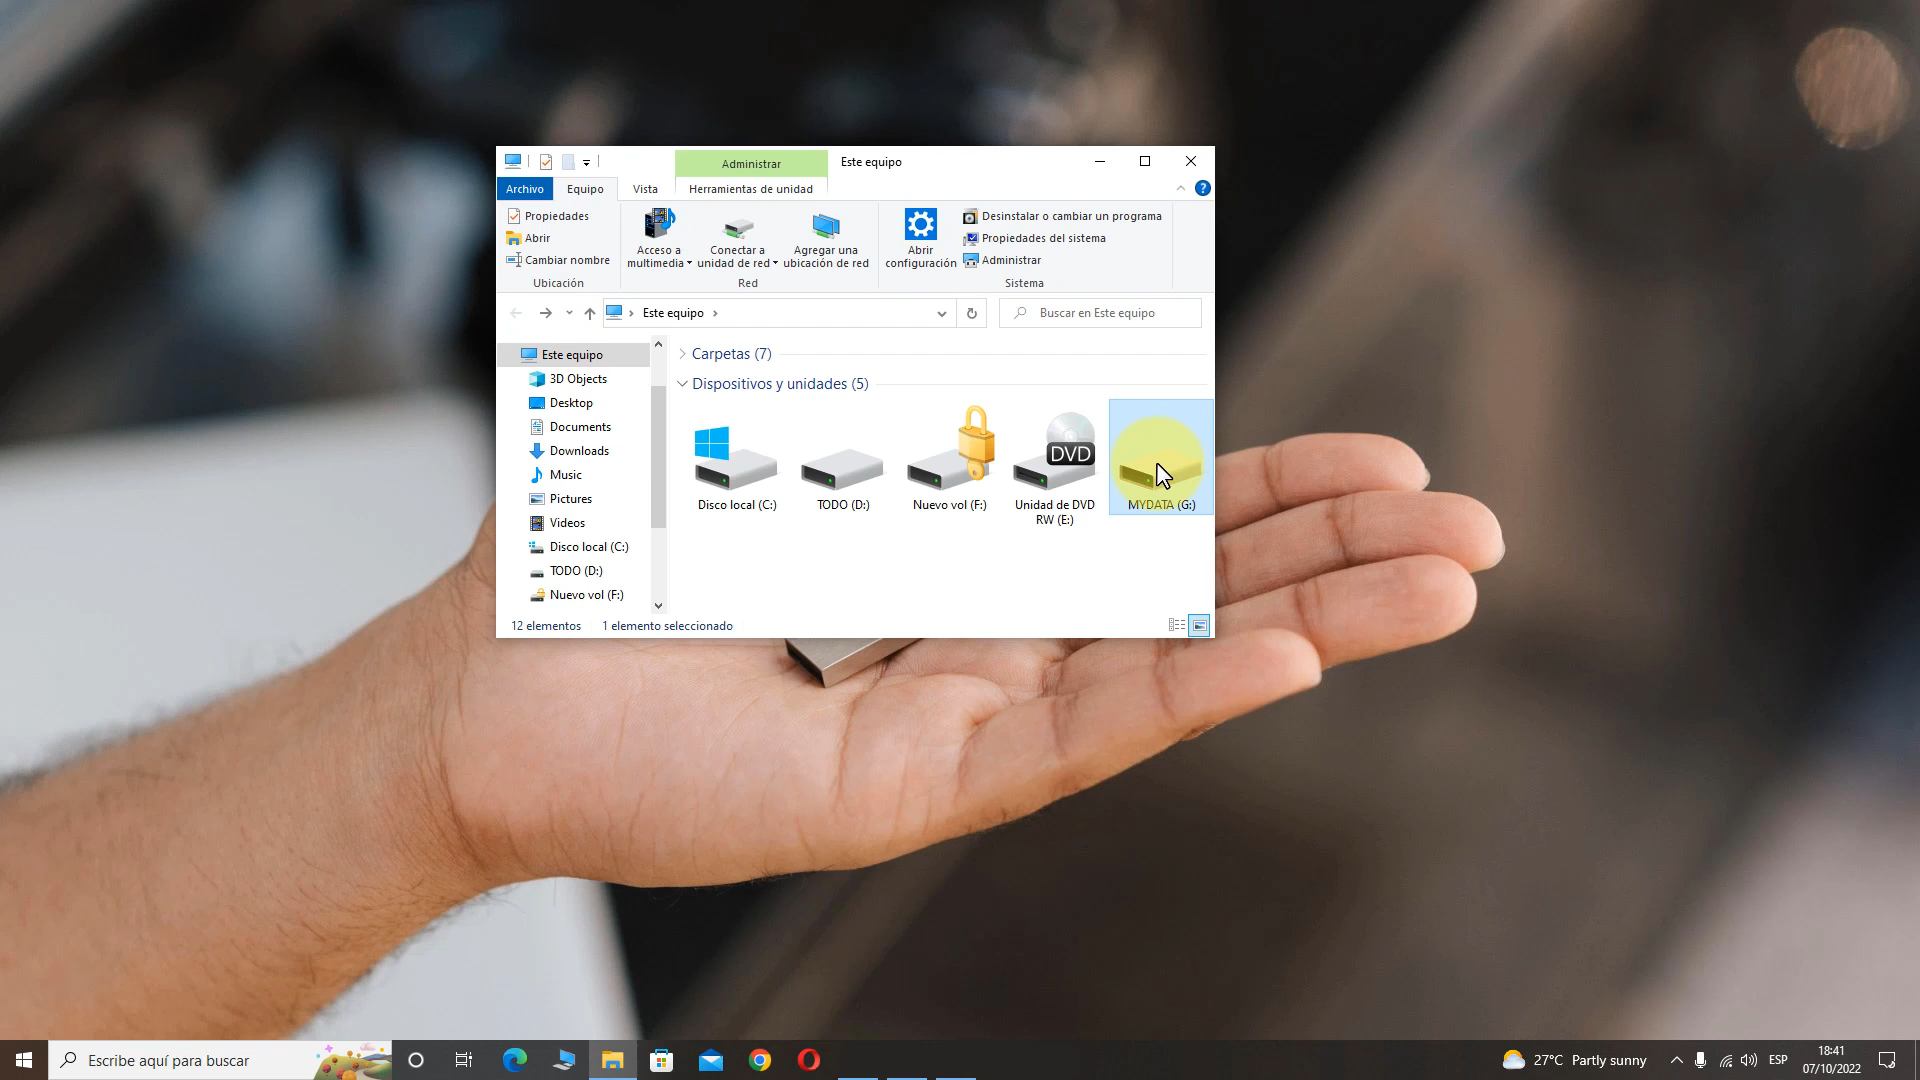 Administrar
Este equipo
Archivo
Equipo
Vista
Herramientas de unidad
?
Propiedades
Abrir
Cambiar nombre
Ubicación
Acceso a multimedia
Conectar a unidad de red
Agregar una ubicación de red
Red
Abrir configuración
Desinstalar o cambiar un programa
Propiedades del sistema
Administrar
Sistema
Este equipo
Buscar en Este equipo
Este equipo
3D Objects
Desktop
Documents
Downloads
Music
Pictures
Videos
Disco local (C:)
TODO (D:)
Nuevo vol (F:)
Carpetas (7)
Dispositivos y unidades (5)
Disco local (C:)
TODO (D:)
Nuevo vol (F:)
DVD
Unidad de DVD
RW (E:)
MYDATA (G:)
12 elementos
1 elemento seleccionado
Escribe aquí para buscar
27°C Partly sunny
ESP
18:41
07/10/2022